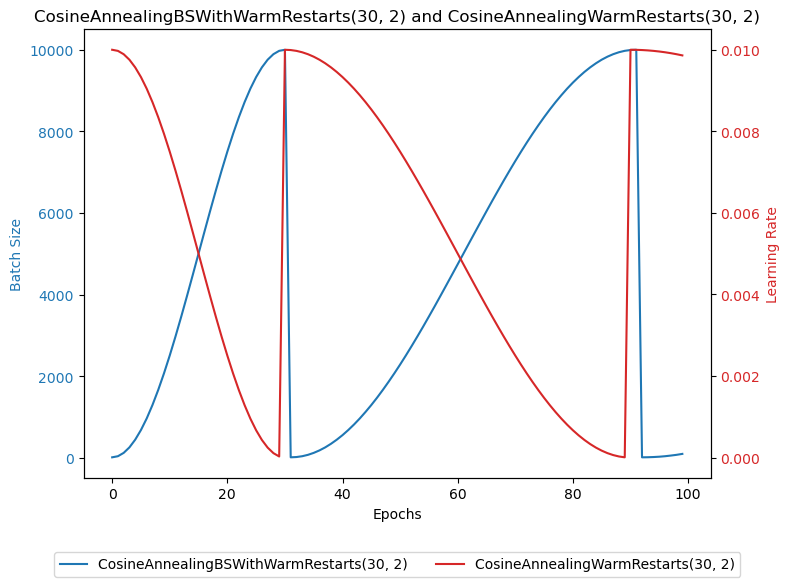 CosineAnnealingBSWithWarmRestarts(30, 2) and CosineAnnealingWarmRestarts(30, 2)
10000
8000
6000
4000
2000
0
Batch Size
0.010
0.008
0.006
0.004
0.002
0.000
Learning Rate
0 20 40 60 80 100
Epochs
CosineAnnealingBSWithWarmRestarts(30, 2) CosineAnnealingWarmRestarts(30, 2)